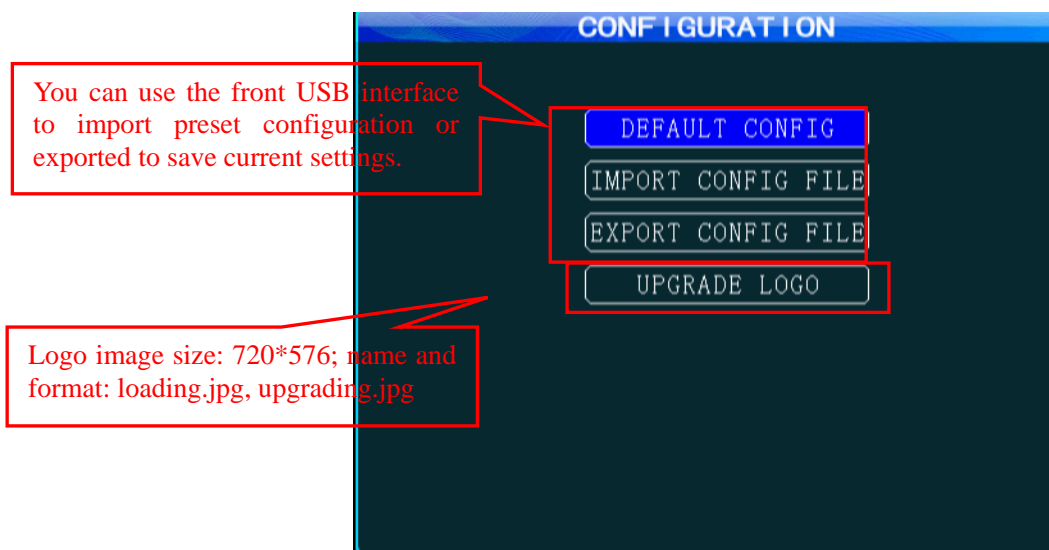 CONFIGURATION
You can use the front USB interface
to import preset configuration or
exported to save current settings.
DEFAULT CONFIG
IMPORT CONFIG FILE
EXPORT CONFIG FILE
UPGRADE LOGO
Logo image size: 720*576; name and
format: loading.jpg, upgrading.jpg